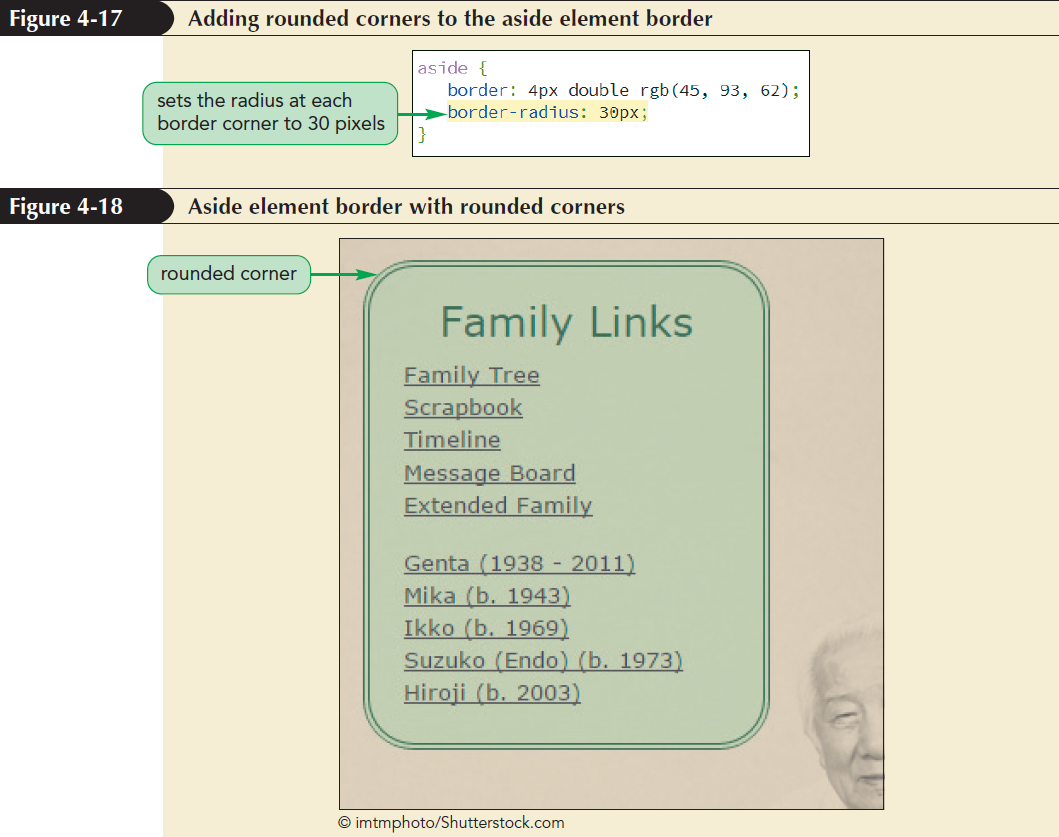 Figure 4-17 Adding rounded corners to the aside element border
aside {
border: 4px double rgb(45, 93, 62);
sets the radius at each
border corner to 30 pixels
border-radius: 30px;
}
Figure 4-18 Aside element border with rounded corners
rounded corner
Family Links
Family Tree
Scrapbook
Timeline
Message Board
Extended Family
Genta (1938 - 2011)
Mika (b. 1943)
Ikko (b. 1969)
Suzuko (Endo) (b. 1973)
Hiroji (b. 2003)
© imtmphoto/Shutterstock.com